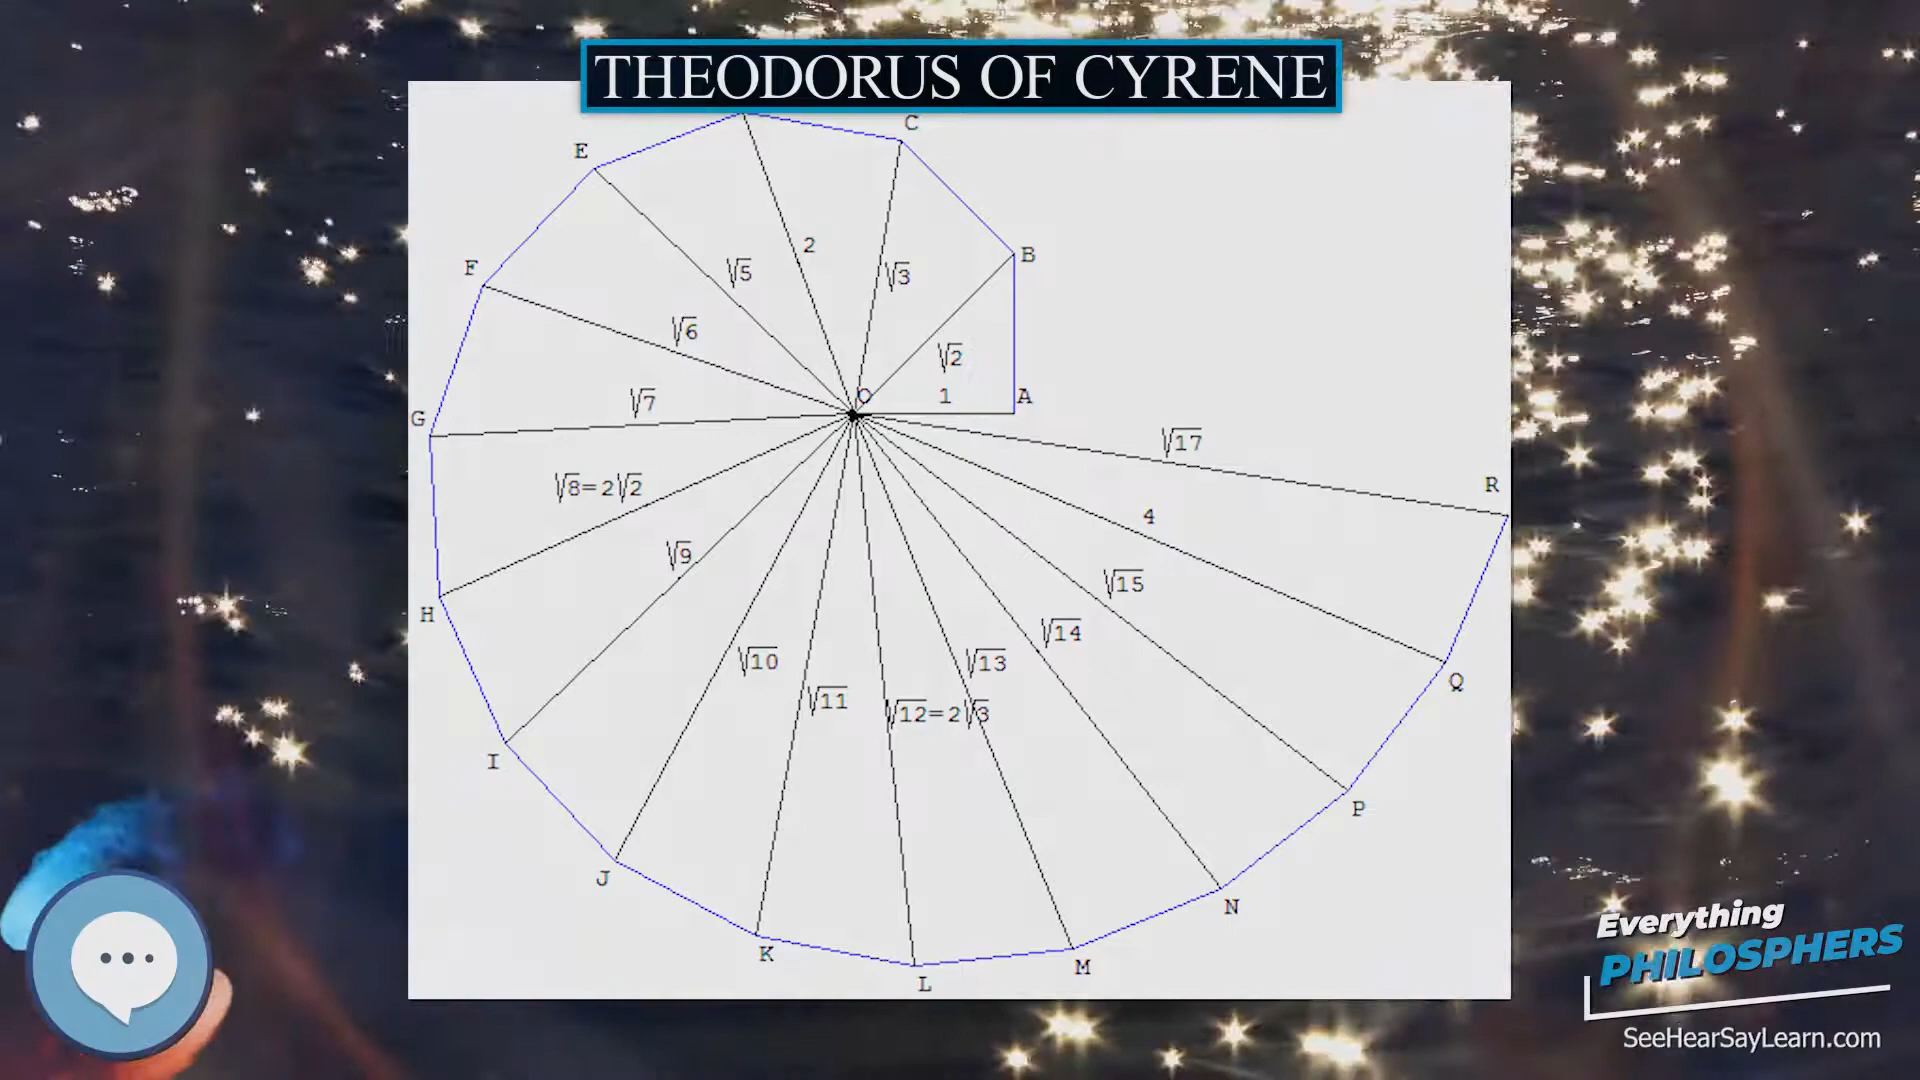 THEODORUS OF CYRENE
C
E
B
F
2
√5
√3
√6
√2
O
1
A
√7
G
√17
√8=2√2
R
4
√9
√15
H
√14
√10
√13
Q
√11
√12=2√3
I
P
J
N
K
M
L
Everything
PHILOSPHERS
SeeHearSayLearn.com